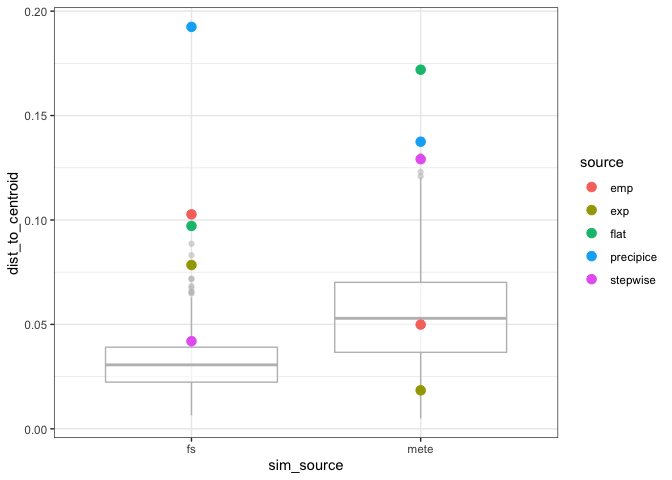 0.20
0.15
0.10
0.05
0.00
dist_to_centroid
fs
mete
sim_source
source
emp
exp
flat
precipice
stepwise